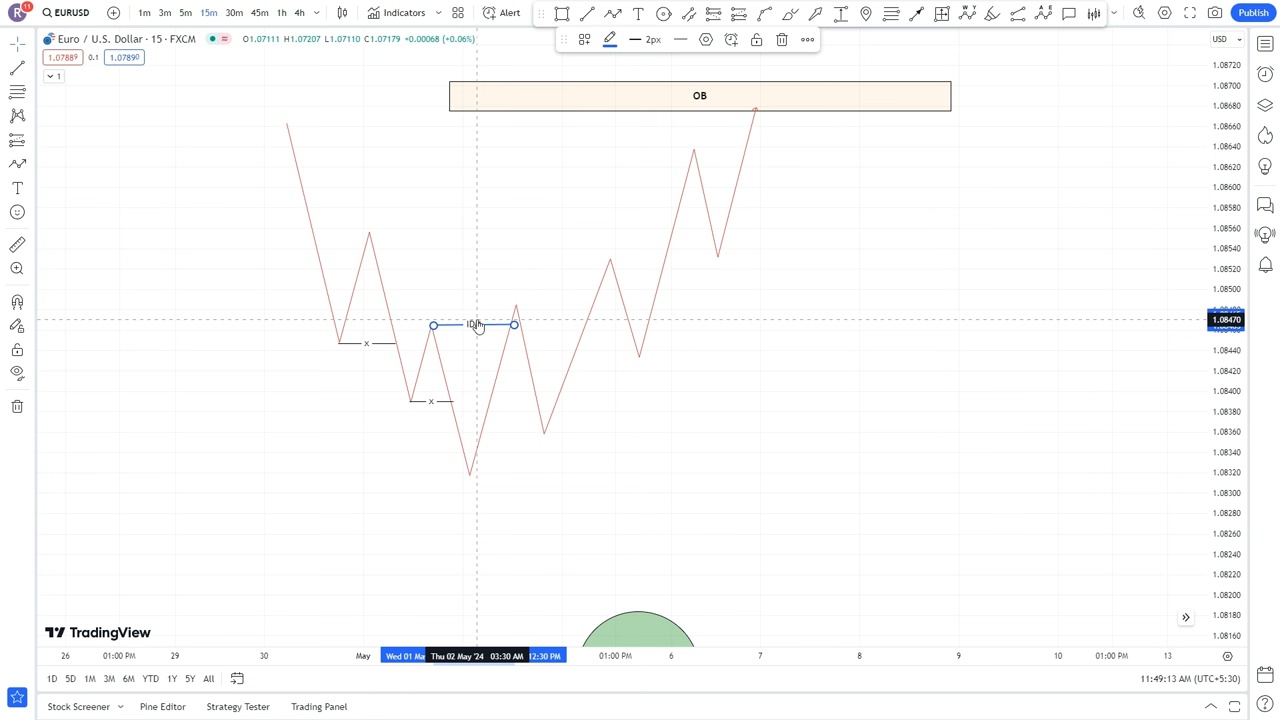 R 11 EURUSD 1m 3m 5m 15m 30m 45m 1h 4h Indicators Alert Publish
Euro / U.S. Dollar · 15 · FXCM O1.07111 H1.07207 L1.07110 C1.07179 +0.00068 (+0.06%) 2px USD
1.07889 0.1 1.07890
1
OB
x
x
1.08720
1.08700
1.08680
1.08660
1.08640
1.08620
1.08600
1.08580
1.08560
1.08540
1.08520
1.08500
1.08470
1.08440
1.08420
1.08400
1.08380
1.08360
1.08340
1.08320
1.08300
1.08280
1.08260
1.08240
1.08220
1.08200
1.08180
1.08160
TradingView
26 01:00 PM 29 30 May Wed 01 Ma Thu 02 May '24 03:30 AM 12:30 PM 01:00 PM 6 7 8 9 10 01:00 PM 13
1D 5D 1M 3M 6M YTD 1Y 5Y All 11:49:13 AM (UTC+5:30)
Stock Screener Pine Editor Strategy Tester Trading Panel